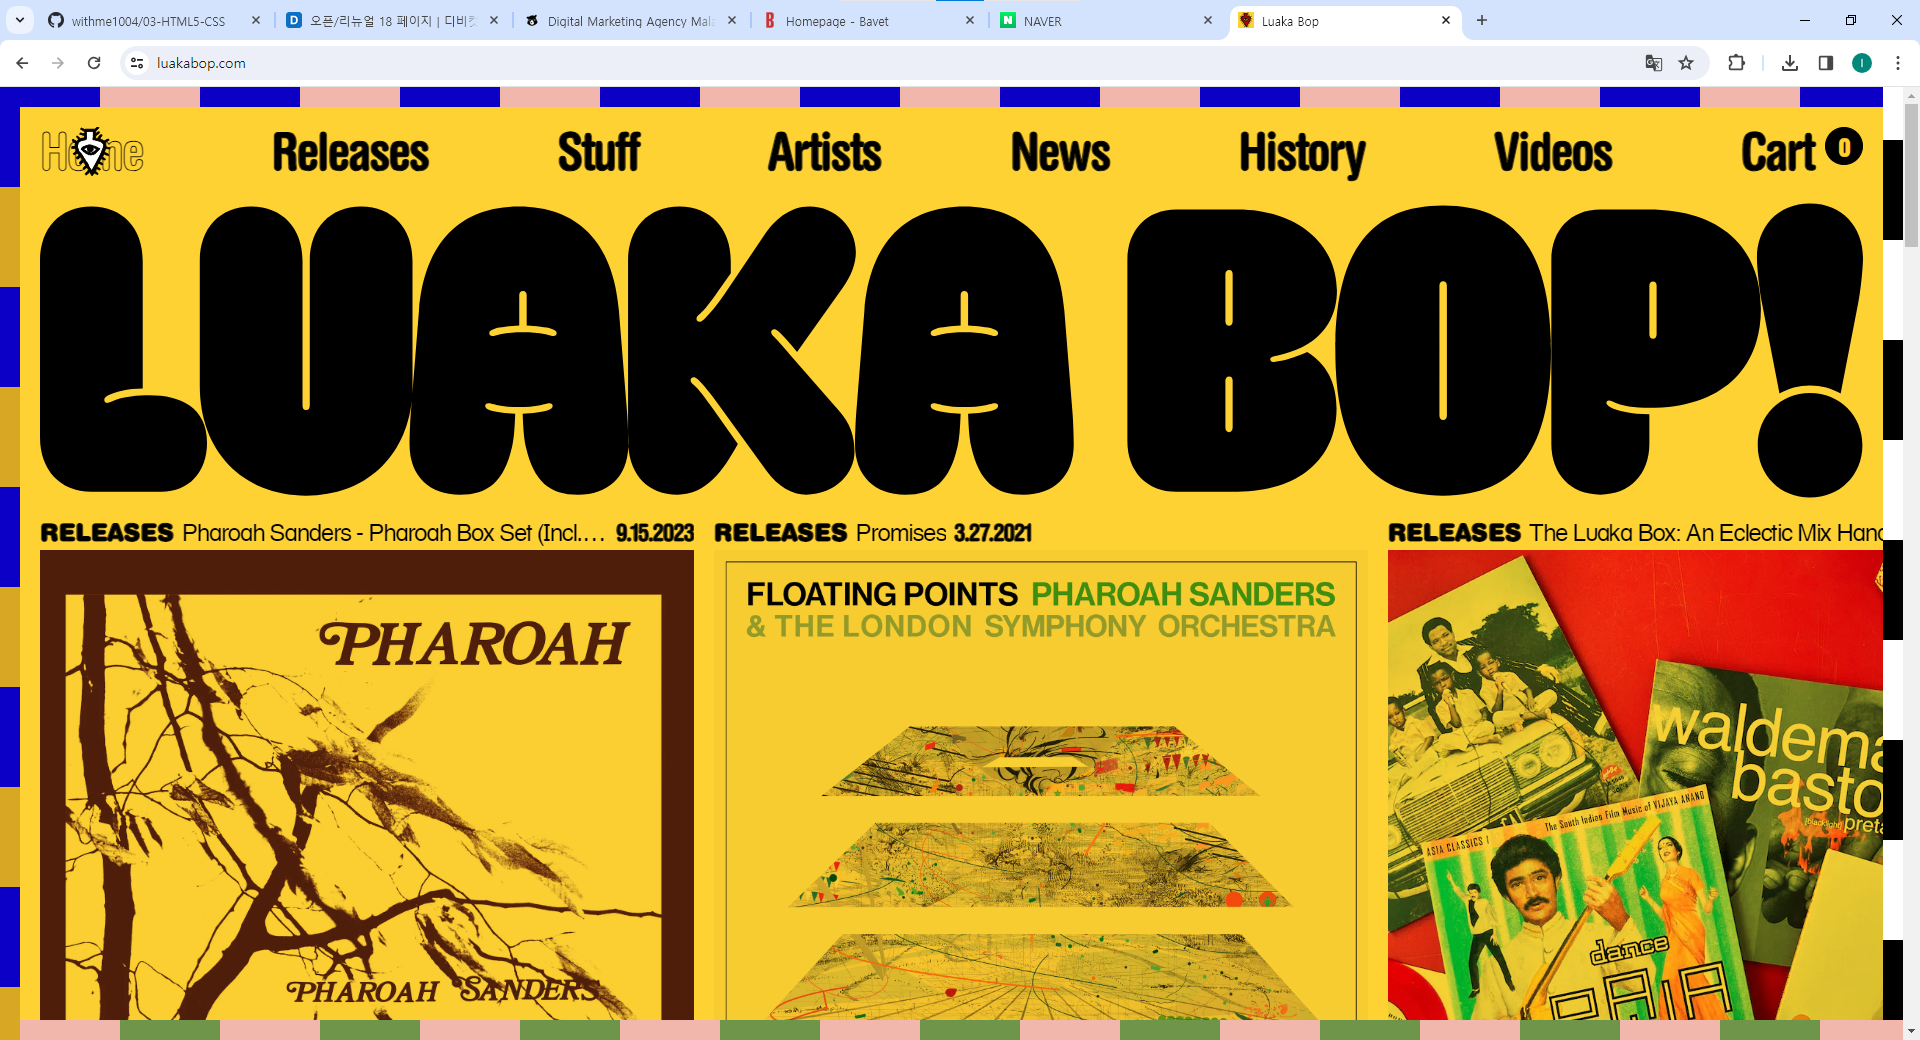 withme1004/03-HTML5-CSS
오픈/리뉴얼 18 페이지 | 디비컷
Digital Marketing Agency Mala
Homepage - Bavet
NAVER
Luaka Bop
luakabop.com
Home
Releases
Stuff
Artists
News
History
Videos
Cart 0
LUAKA BOP!
RELEASES Pharoah Sanders - Pharoah Box Set (Incl.... 9.15.2023
RELEASES Promises 3.27.2021
RELEASES The Luaka Box: An Eclectic Mix Hand
PHAROAH
PHAROAH SANDERS
FLOATING POINTS PHAROAH SANDERS
& THE LONDON SYMPHONY ORCHESTRA
waldema
basto
preta
ASIA CLASSICS 1
The South Indian Film Music of VIJAYA ANAND
dance
RAJA